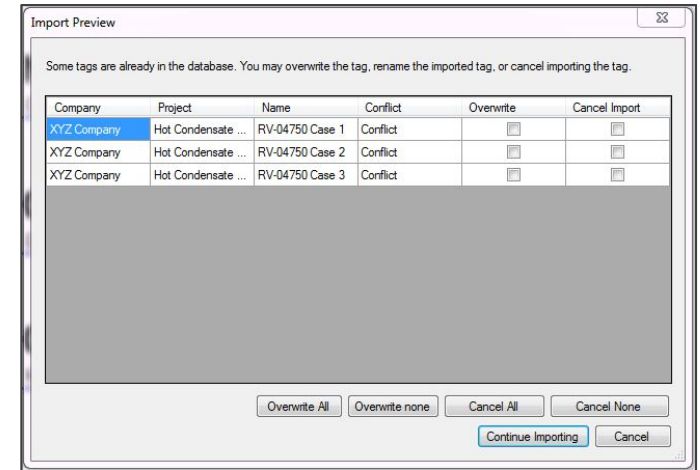 Import Preview
Some tags are already in the database. You may overwrite the tag, rename the imported tag, or cancel importing the tag.
Company Project Name Conflict Overwrite Cancel Import
XYZ Company Hot Condensate ... RV-04750 Case 1 Conflict
XYZ Company Hot Condensate ... RV-04750 Case 2 Conflict
XYZ Company Hot Condensate ... RV-04750 Case 3 Conflict
Overwrite All Overwrite none Cancel All Cancel None
Continue Importing Cancel